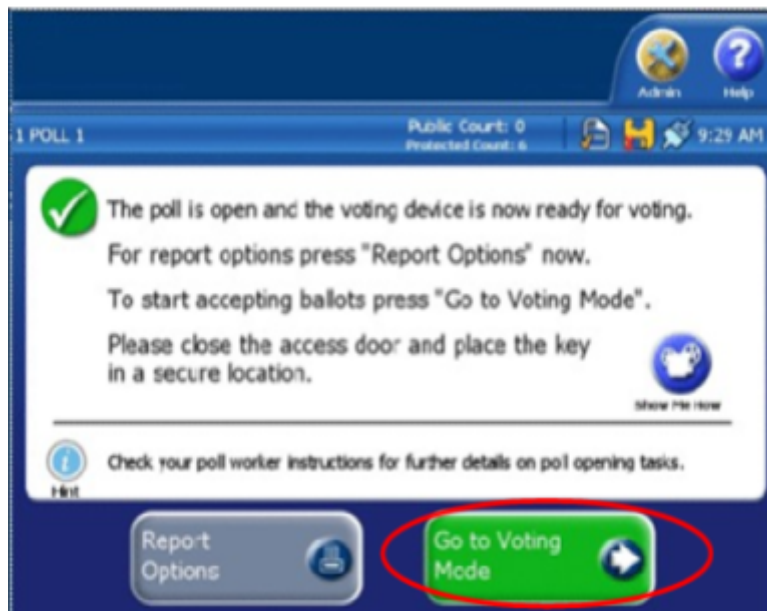 Admin Help
1 POLL 1
Public Count: 0
Protected Count: 6
9:29 AM
The poll is open and the voting device is now ready for voting.
For report options press "Report Options" now.
To start accepting ballots press "Go to Voting Mode".
Please close the access door and place the key
in a secure location.
Show Me How
Check your poll worker instructions for further details on poll opening tasks.
Hint
Report
Options
Go to Voting
Mode